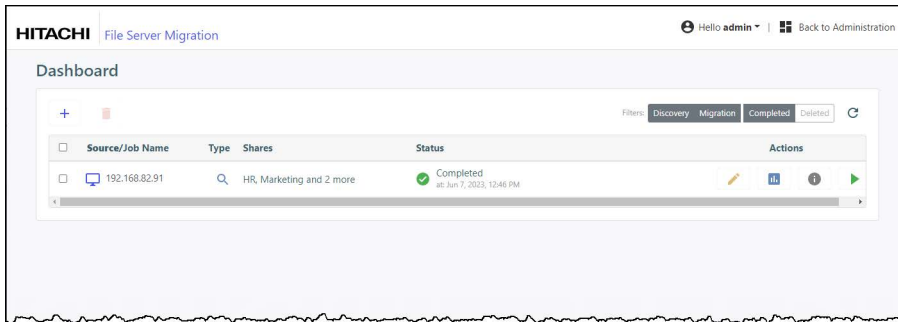 HITACHI File Server Migration
Hello admin | Back to Administration
Dashboard
+ Filters: Discovery Migration Completed Deleted
Source/Job Name Type Shares Status Actions
192.168.82.91 HR, Marketing and 2 more Completed
at: Jun 7, 2023, 12:46 PM